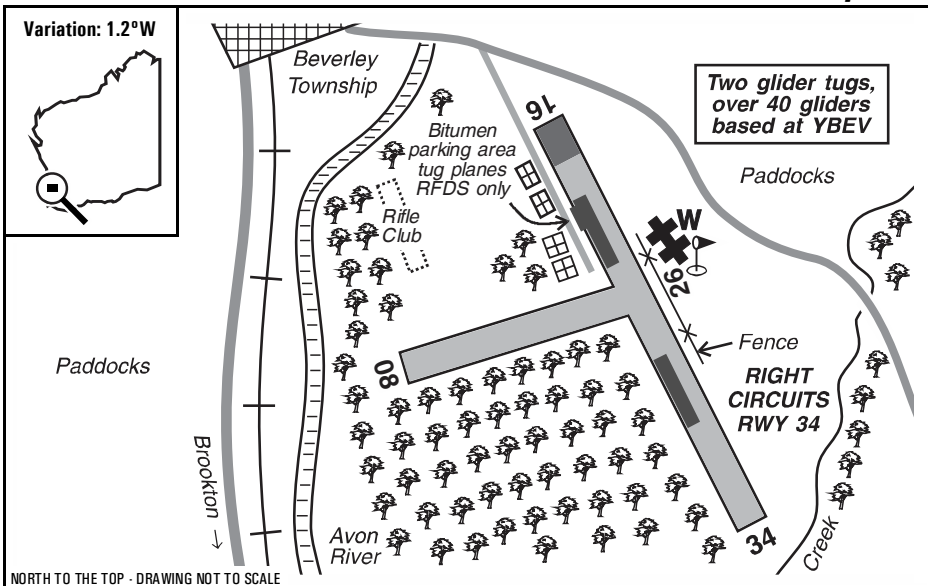 Variation: 1.2°W
Beverley
Township
16
Two glider tugs,
over 40 gliders
based at YBEV
Bitumen
parking area
tug planes
RFDS only
Paddocks
Rifle
Club
W
26
Paddocks
08
Fence
RIGHT
CIRCUITS
RWY 34
Brookton →
Avon
River
34
Creek
NORTH TO THE TOP - DRAWING NOT TO SCALE